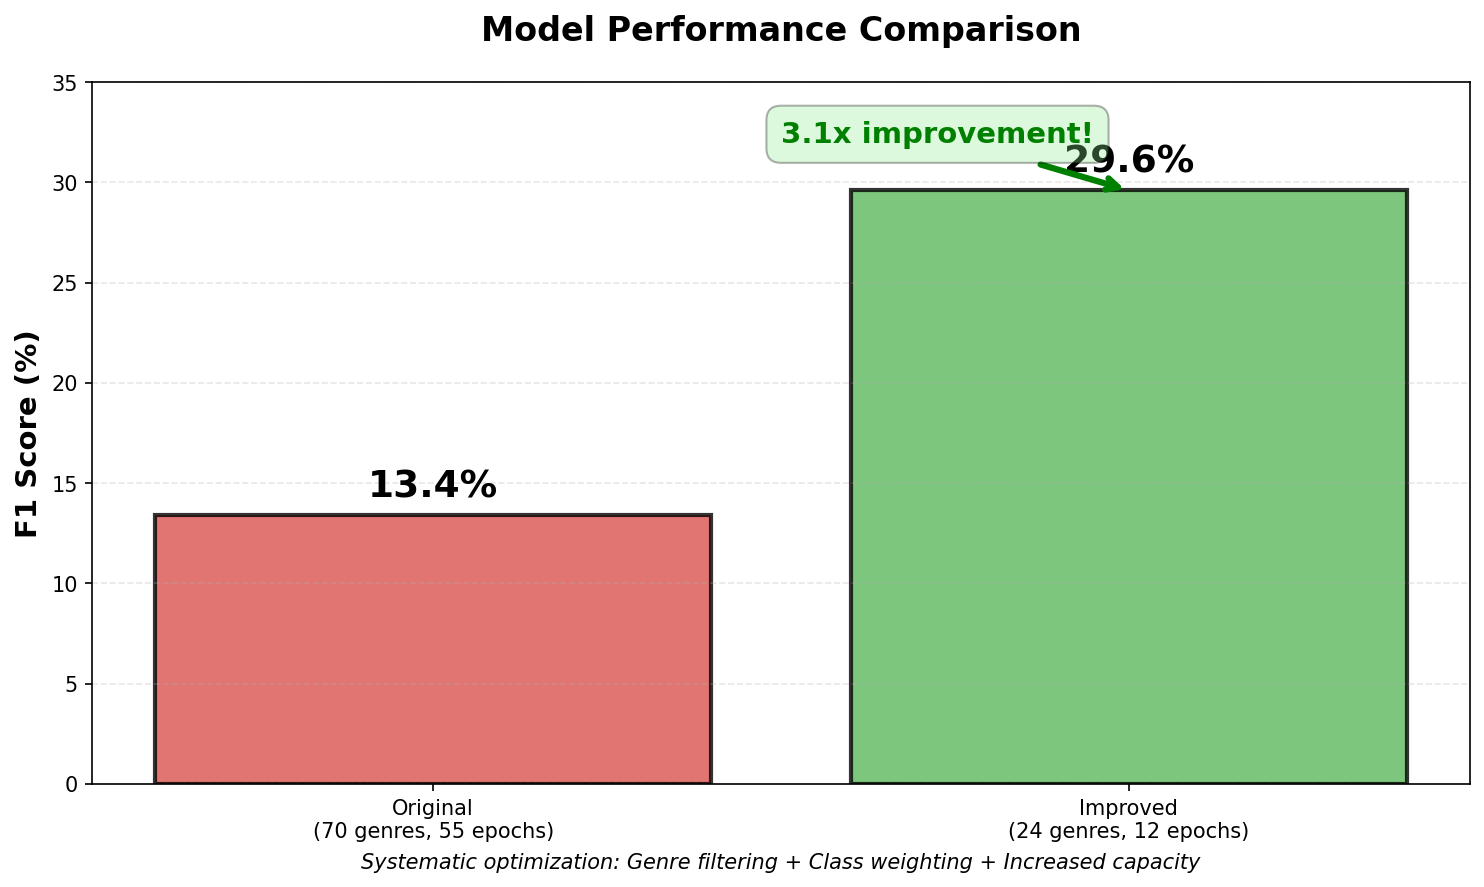 Model Performance Comparison
35
30
25
20
15
10
5
0
F1 Score (%)
3.1x improvement!
29.6%
13.4%
Original
(70 genres, 55 epochs)
Improved
(24 genres, 12 epochs)
Systematic optimization: Genre filtering + Class weighting + Increased capacity